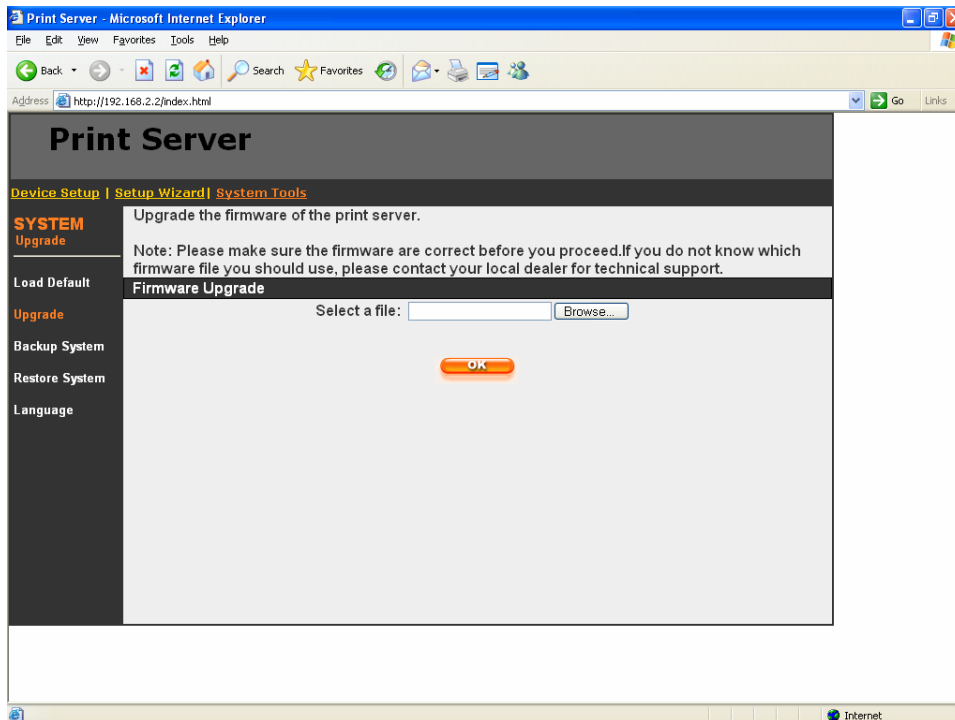 Print Server - Microsoft Internet Explorer
File Edit View Favorites Tools Help
Back Search Favorites
Address http://192.168.2.2/index.html Go Links
Print Server
Device Setup | Setup Wizard | System Tools
SYSTEM
Upgrade
Load Default
Upgrade
Backup System
Restore System
Language
Upgrade the firmware of the print server.
Note: Please make sure the firmware are correct before you proceed.If you do not know which
firmware file you should use, please contact your local dealer for technical support.
Firmware Upgrade
Select a file: Browse...
OK
Internet